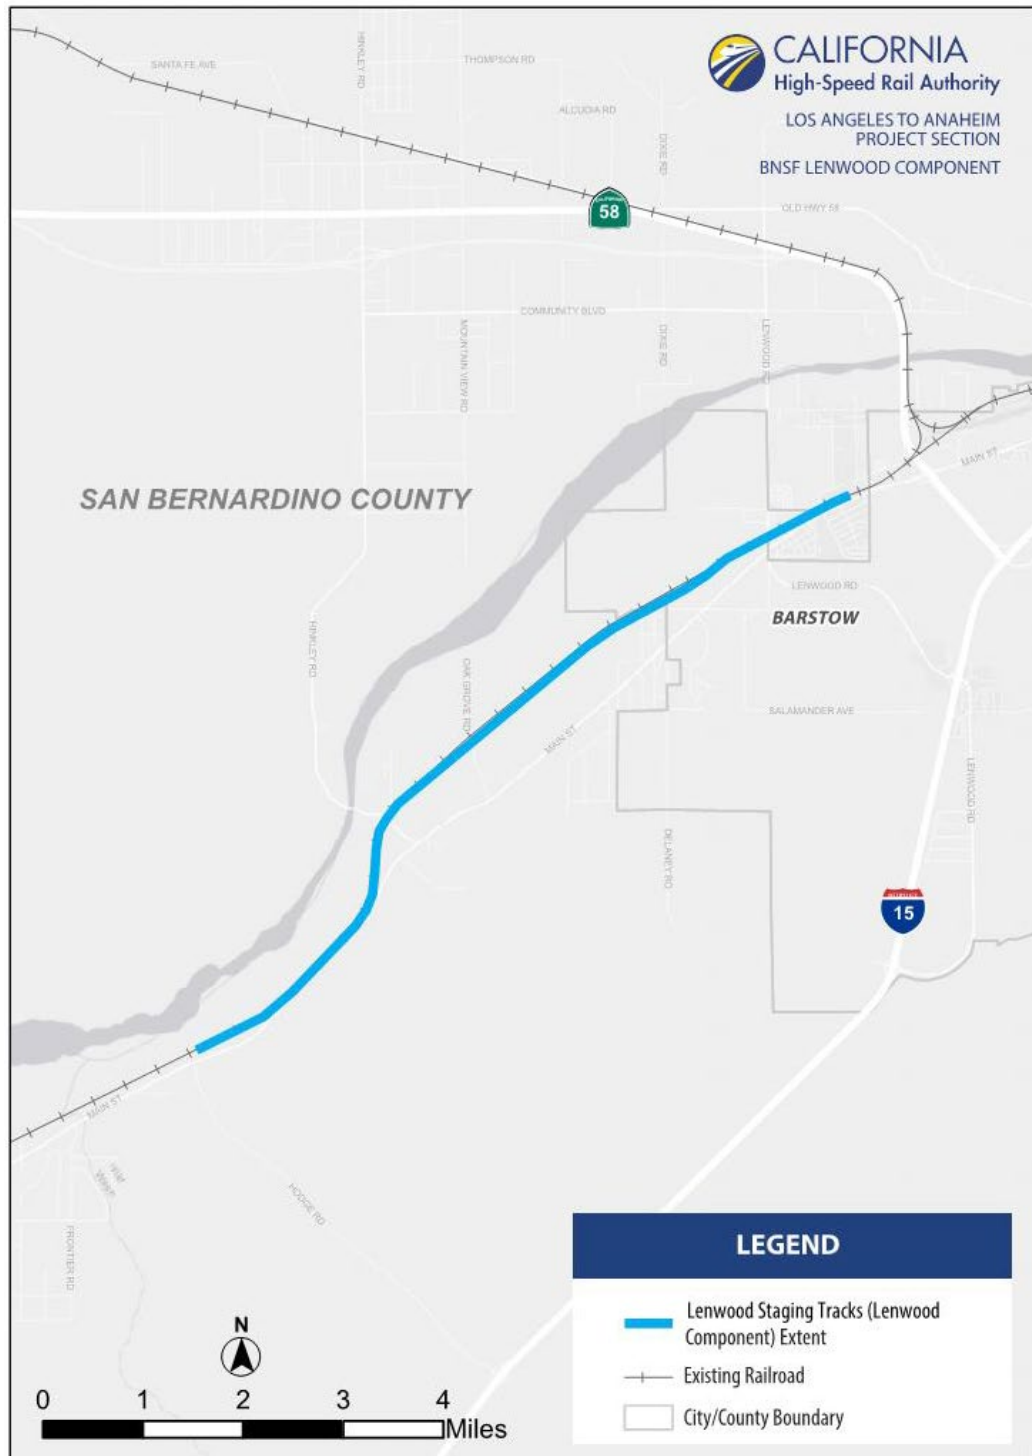 CALIFORNIA
High-Speed Rail Authority
LOS ANGELES TO ANAHEIM
PROJECT SECTION
BNSF LENWOOD COMPONENT
HINKLEY RD
SANTA FE AVE
THOMPSON RD
ALCUDIA RD
DIXIE RD
CALIFORNIA
58
OLD HWY 58
COMMUNITY BLVD
MOUNTAIN VIEW RD
DIXIE RD
LENWOOD RD
MAIN ST
SAN BERNARDINO COUNTY
LENWOOD RD
BARSTOW
HINKLEY RD
OAK GROVE RD
SALAMANDER AVE
MAIN ST
LENWOOD RD
DELANEY RD
INTERSTATE
15
MAIN ST
Wash
HODGE RD
FRONTIER RD
LEGEND
Lenwood Staging Tracks (Lenwood
Component) Extent
Existing Railroad
City/County Boundary
N
0 1 2 3 4
Miles